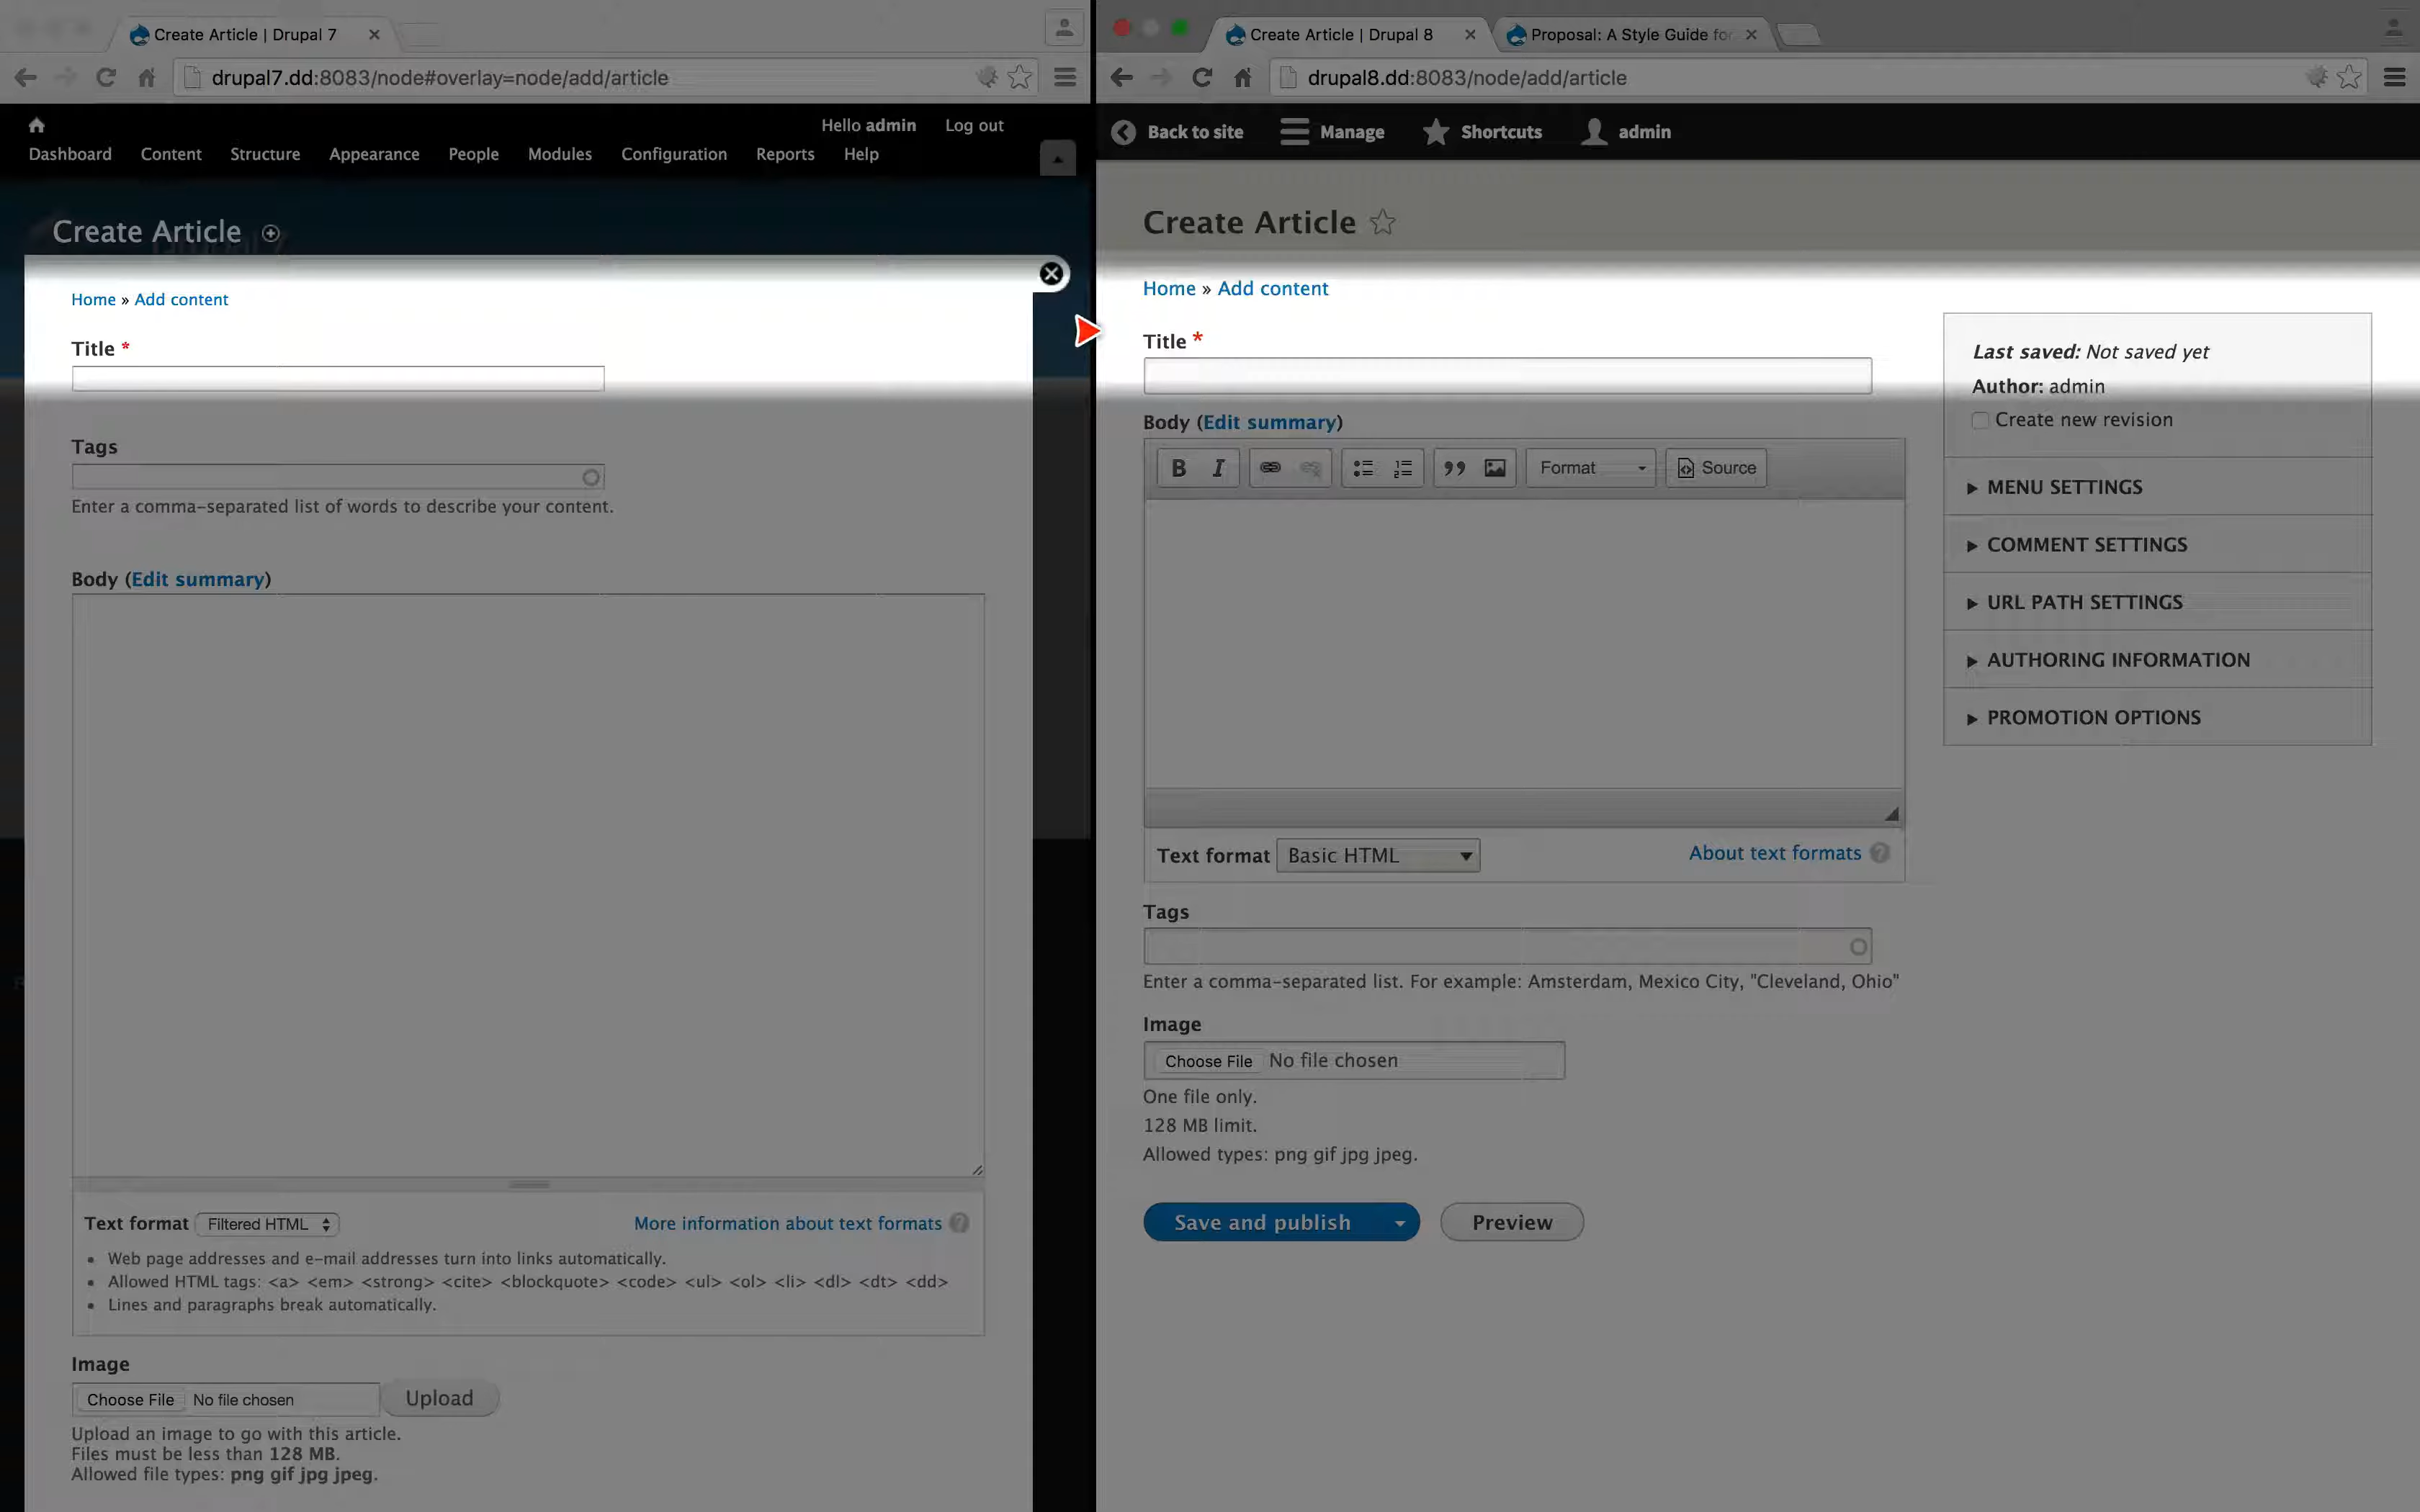 Create Article | Drupal 7
drupal7.dd:8083/node#overlay=node/add/article
Hello admin Log out
Dashboard Content Structure Appearance People Modules Configuration Reports Help
Create Article
Home » Add content
Title *
Tags
Enter a comma-separated list of words to describe your content.
Body (Edit summary)
Text format Filtered HTML More information about text formats ?
• Web page addresses and e-mail addresses turn into links automatically.
• Allowed HTML tags: <a> <em> <strong> <cite> <blockquote> <code> <ul> <ol> <li> <dl> <dt> <dd>
• Lines and paragraphs break automatically.
Image
Choose File No file chosen Upload
Upload an image to go with this article.
Files must be less than 128 MB.
Allowed file types: png gif jpg jpeg.
Create Article | Drupal 8 Proposal: A Style Guide for
drupal8.dd:8083/node/add/article
Back to site Manage Shortcuts admin
Create Article
Home » Add content
Title *
Body (Edit summary)
B I Format Source
Text format Basic HTML About text formats ?
Tags
Enter a comma-separated list. For example: Amsterdam, Mexico City, "Cleveland, Ohio"
Image
Choose File No file chosen
One file only.
128 MB limit.
Allowed types: png gif jpg jpeg.
Save and publish Preview
Last saved: Not saved yet
Author: admin
Create new revision
MENU SETTINGS
COMMENT SETTINGS
URL PATH SETTINGS
AUTHORING INFORMATION
PROMOTION OPTIONS